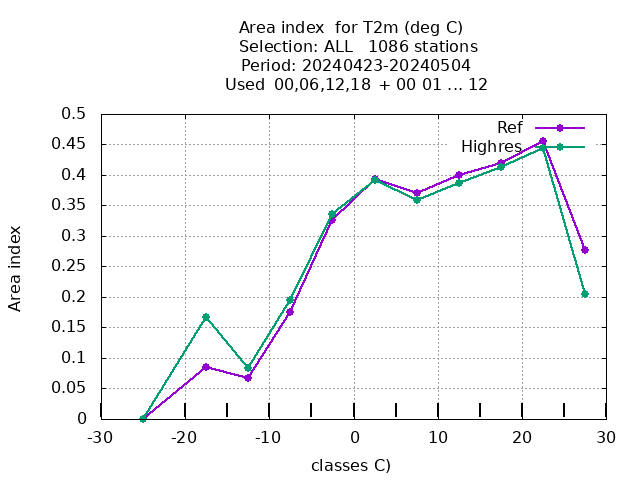 Area index  for T2m (deg C)
Selection: ALL   1086 stations
Period: 20240423-20240504
Used  00,06,12,18  + 00 01 ... 12
Ref
Highres
0.5
0.45
0.4
0.35
0.3
0.25
0.2
0.15
0.1
0.05
0
Area index
-30 -20 -10 0 10 20 30
classes C)